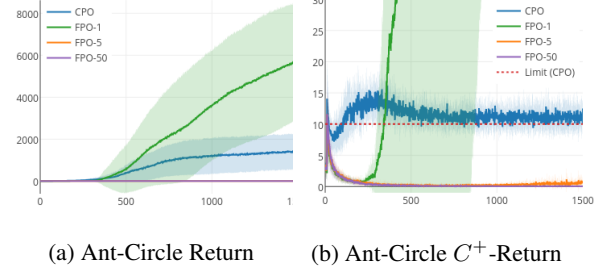 8000
6000
4000
2000
0
0
500
1000
1
CPO
FPO-1
FPO-5
FPO-50
30
25
20
15
10
5
0
0
500
1000
1500
CPO
FPO-1
FPO-5
FPO-50
Limit (CPO)
(a) Ant-Circle Return
(b) Ant-Circle C⁺-Return